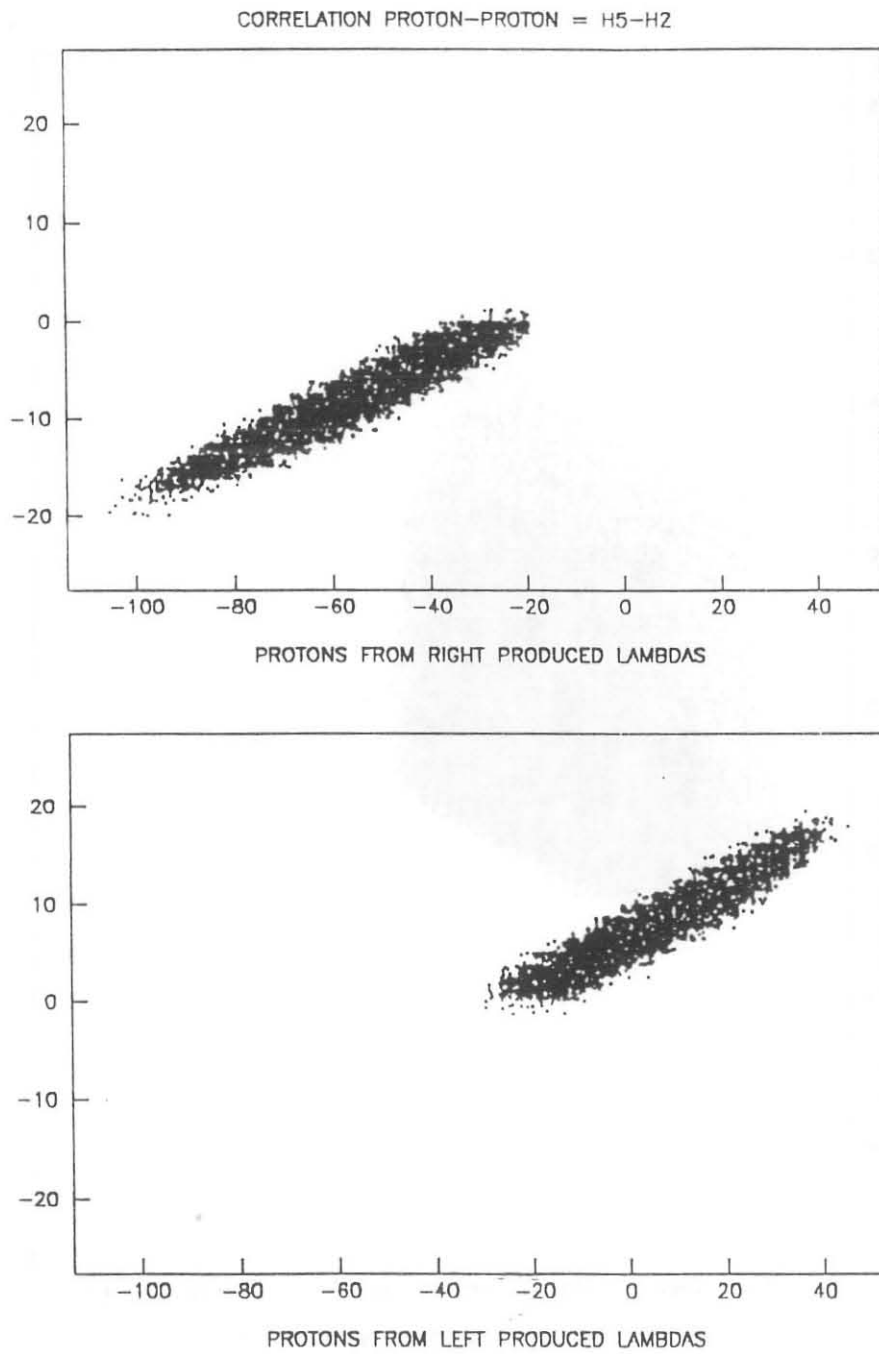 CORRELATION PROTON-PROTON = H5-H2
20
10
0
-10
-20
-100 -80 -60 -40 -20 0 20 40
PROTONS FROM RIGHT PRODUCED LAMBDAS
20
10
0
-10
-20
-100 -80 -60 -40 -20 0 20 40
PROTONS FROM LEFT PRODUCED LAMBDAS